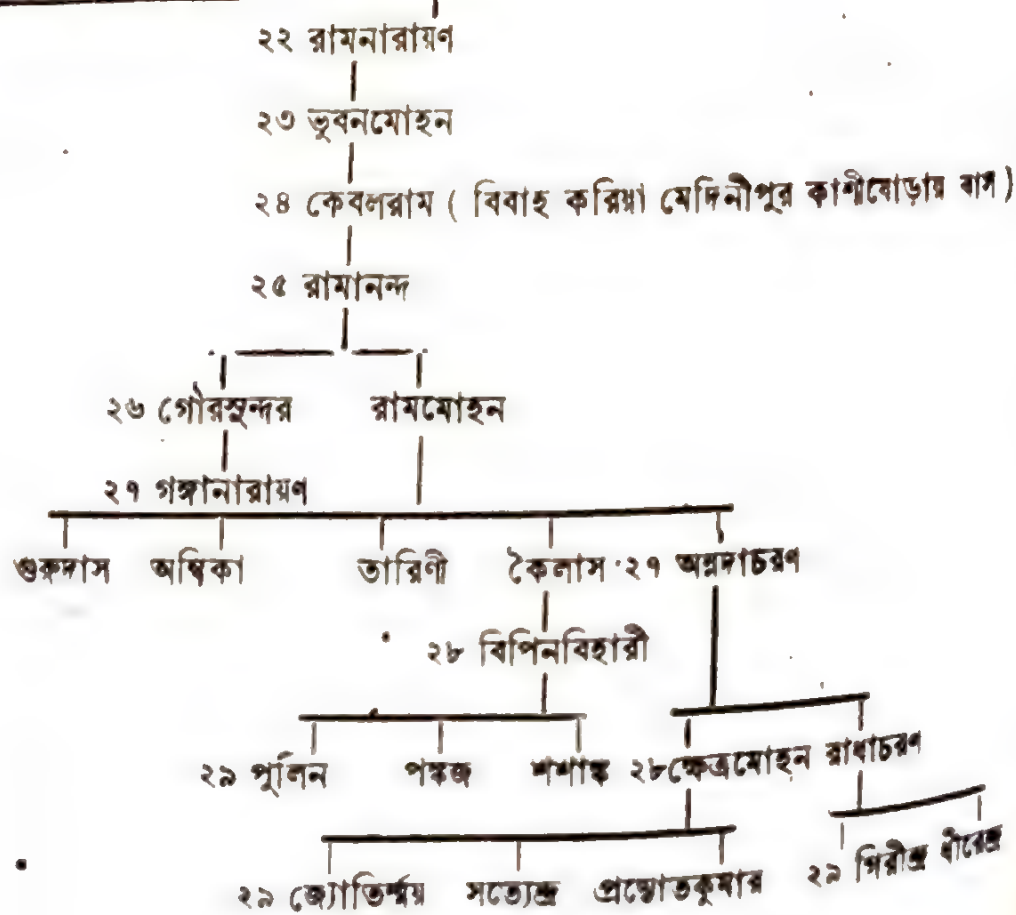 ২২ রামনারায়ণ
২৩ ভুবনমোহন
২৪ কেবলরাম ( বিবাহ করিয়া মেদিনীপুর কাশীযোড়ায় বাস )
২৫ রামানন্দ
২৬ গৌরসুন্দর রামমোহন
২৭ গঙ্গানারায়ণ
গুরুদাস অম্বিকা তারিণী কৈলাস ২৭ অন্নদাচরণ
২৮ বিপিনবিহারী
২৯ পুলিন পঙ্কজ শশাঙ্ক ২৮ ক্ষেত্রমোহন রাধাচরণ
২৯ জ্যোতির্ম্ময় সত্যেন্দ্র প্রদ্যোতকুমার ২৯ গিরীন্দ্র ধীরেন্দ্র